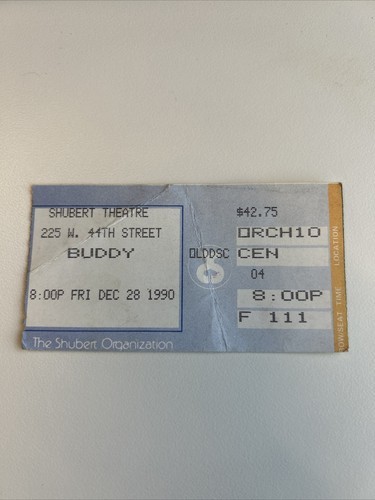 SHUBERT THEATRE
225 W. 44TH STREET
BUDDY
8:00P FRI DEC 28 1990
The Shubert Organization
$42.75
ORCH10
OLDDSC CEN
04
8:00P
F 111
LOCATION
TIME
ROW/SEAT